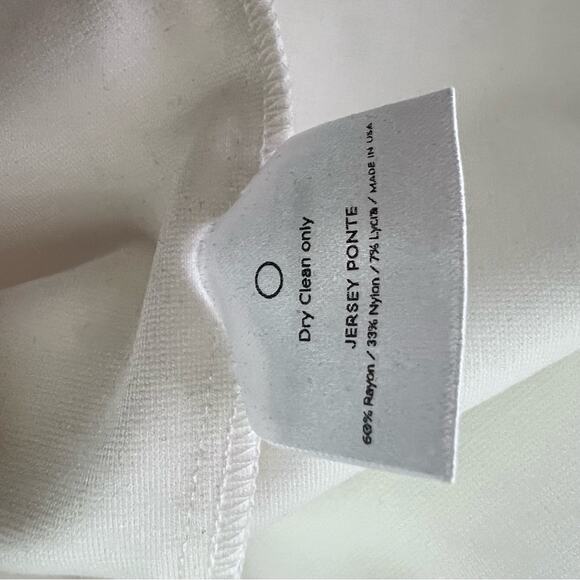 Dry Clean only
JERSEY PONTE
60% Rayon / 33% Nylon / 7% Lycra / MADE IN USA